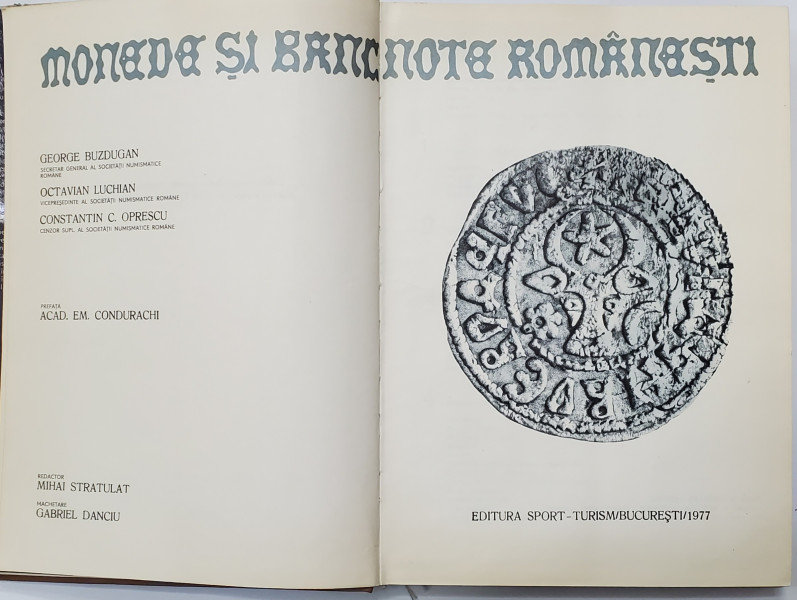 MONEDE ȘI BANCNOTE ROMÂNEȘTI
GEORGE BUZDUGAN
SECRETAR GENERAL AL SOCIETĂȚII NUMISMATICE
ROMÂNE
OCTAVIAN LUCHIAN
VICEPREȘEDINTE AL SOCIETĂȚII NUMISMATICE ROMÂNE
CONSTANTIN C. OPRESCU
CENZOR SUPL. AL SOCIETĂȚII NUMISMATICE ROMÂNE
PREFAȚA
ACAD. EM. CONDURACHI
REDACTOR
MIHAI STRATULAT
MACHETARE
GABRIEL DANCIU
EDITURA SPORT-TURISM/BUCUREȘTI/1977